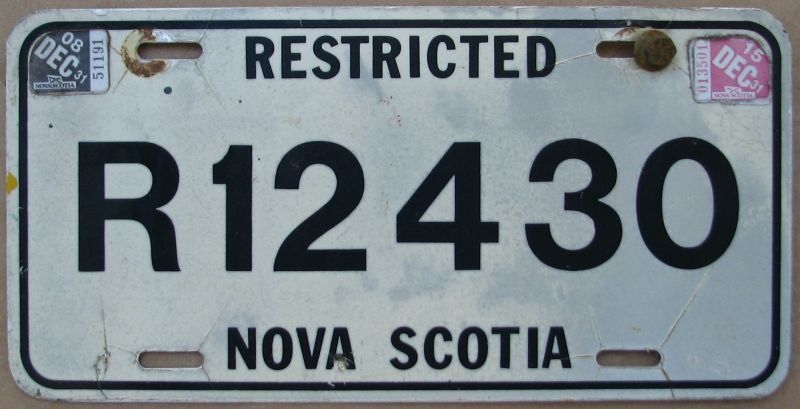 RESTRICTED
08
DEC 31
51191
NOVA SCOTIA
15
DEC 31
013501
NOVA SCOTIA
R12430
NOVA SCOTIA